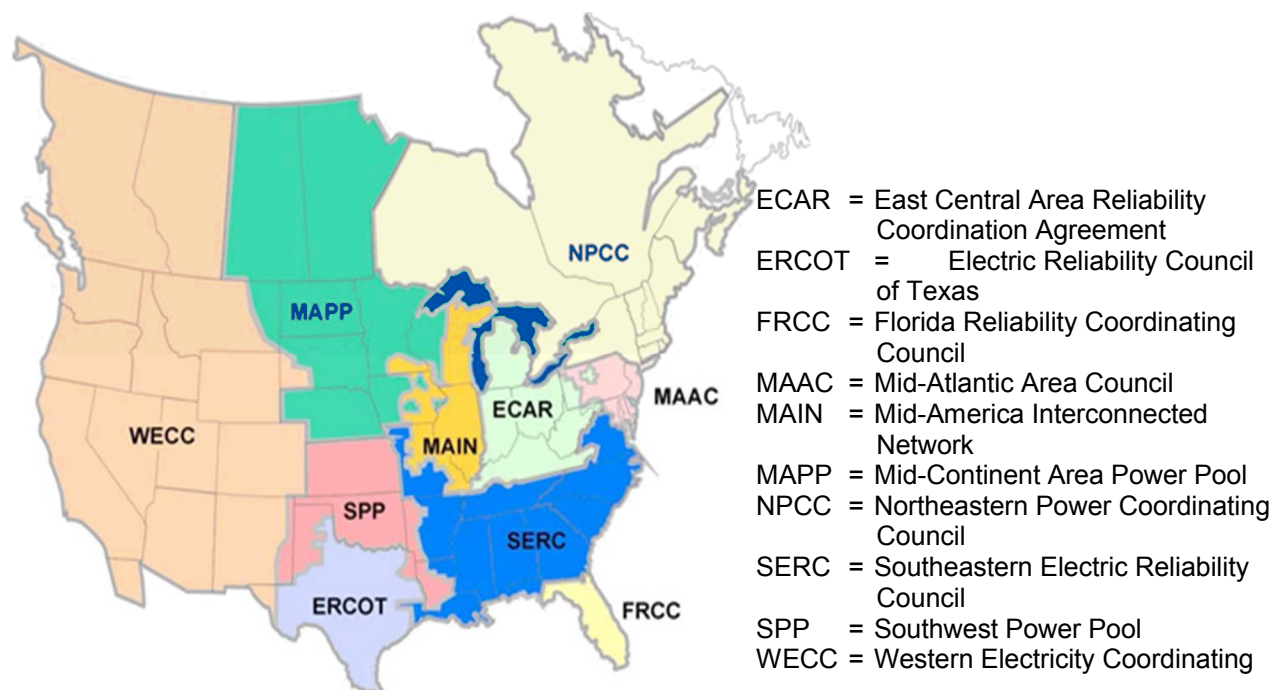 NPCC
MAPP
ECAR
MAAC
WECC
MAIN
SPP
SERC
ERCOT
FRCC
ECAR = East Central Area Reliability
Coordination Agreement
ERCOT = Electric Reliability Council
of Texas
FRCC = Florida Reliability Coordinating
Council
MAAC = Mid-Atlantic Area Council
MAIN = Mid-America Interconnected
Network
MAPP = Mid-Continent Area Power Pool
NPCC = Northeastern Power Coordinating
Council
SERC = Southeastern Electric Reliability
Council
SPP = Southwest Power Pool
WECC = Western Electricity Coordinating